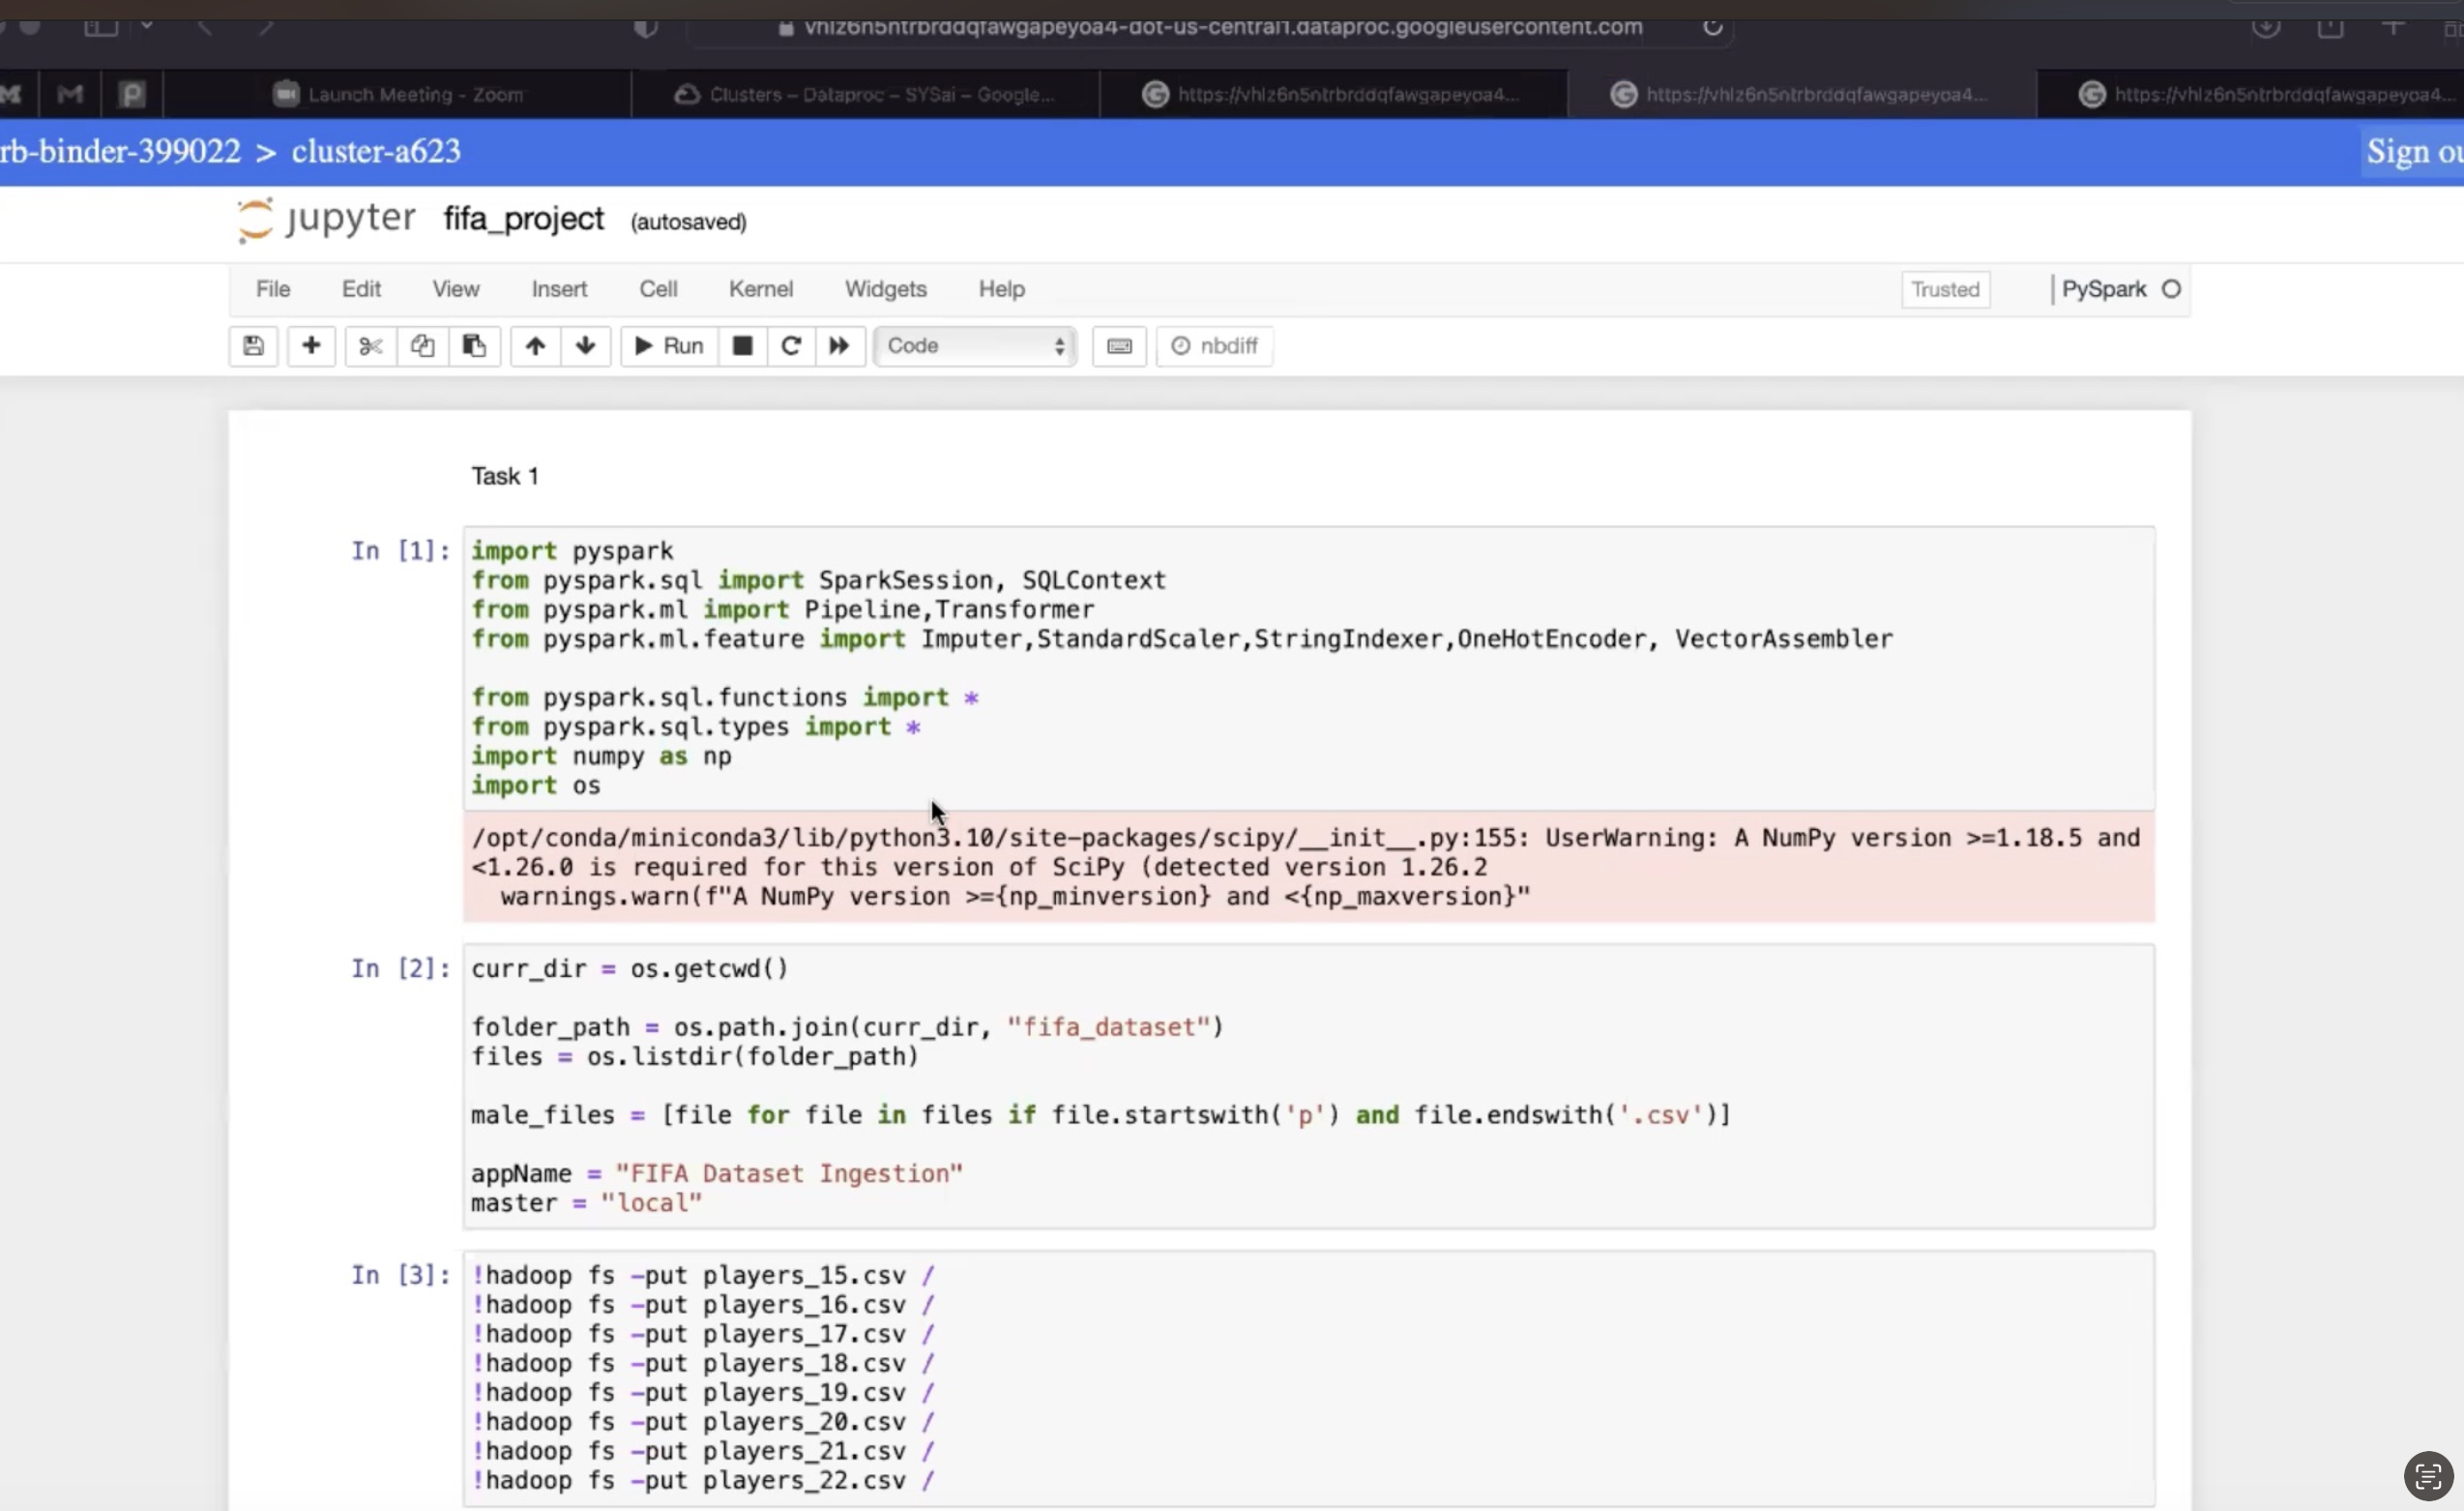 vhlz6n5ntrbrddqfawgapeyoa4-dot-us-central1.dataproc.googleusercontent.com
Launch Meeting - Zoom
Clusters – Dataproc – SYSai – Google...
https://vhlz6n5ntrbrddqfawgapeyoa4...
https://vhlz6n5ntrbrddqfawgapeyoa4...
https://vhlz6n5ntrbrddqfawgapeyoa4...
rb-binder-399022 > cluster-a623
Sign ou
jupyter fifa_project (autosaved)
File Edit View Insert Cell Kernel Widgets Help
Trusted
PySpark
Run
Code
nbdiff
Task 1
In [1]:
import pyspark
from pyspark.sql import SparkSession, SQLContext
from pyspark.ml import Pipeline,Transformer
from pyspark.ml.feature import Imputer,StandardScaler,StringIndexer,OneHotEncoder, VectorAssembler
from pyspark.sql.functions import *
from pyspark.sql.types import *
import numpy as np
import os
/opt/conda/miniconda3/lib/python3.10/site-packages/scipy/__init__.py:155: UserWarning: A NumPy version >=1.18.5 and
<1.26.0 is required for this version of SciPy (detected version 1.26.2
warnings.warn(f"A NumPy version >={np_minversion} and <{np_maxversion}"
In [2]:
curr_dir = os.getcwd()
folder_path = os.path.join(curr_dir, "fifa_dataset")
files = os.listdir(folder_path)
male_files = [file for file in files if file.startswith('p') and file.endswith('.csv')]
appName = "FIFA Dataset Ingestion"
master = "local"
In [3]:
!hadoop fs -put players_15.csv /
!hadoop fs -put players_16.csv /
!hadoop fs -put players_17.csv /
!hadoop fs -put players_18.csv /
!hadoop fs -put players_19.csv /
!hadoop fs -put players_20.csv /
!hadoop fs -put players_21.csv /
!hadoop fs -put players_22.csv /